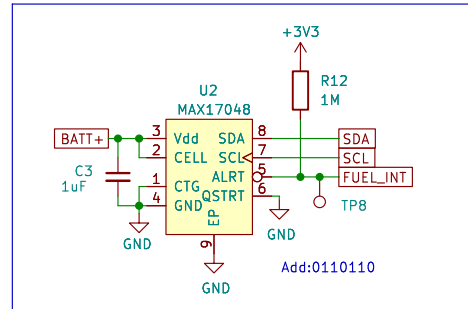 +3V3
R12
1M
U2
MAX17048
BATT+
3
Vdd
SDA
8
SDA
2
CELL
SCL
7
SCL
C3
1uF
ALRT
5
FUEL_INT
1
CTG
QSTRT
6
4
GND
EP
9
TP8
GND
GND
GND
Add:0110110